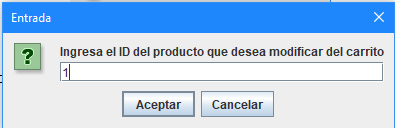 Entrada
Ingresa el ID del producto que desea modificar del carrito
1
Aceptar Cancelar